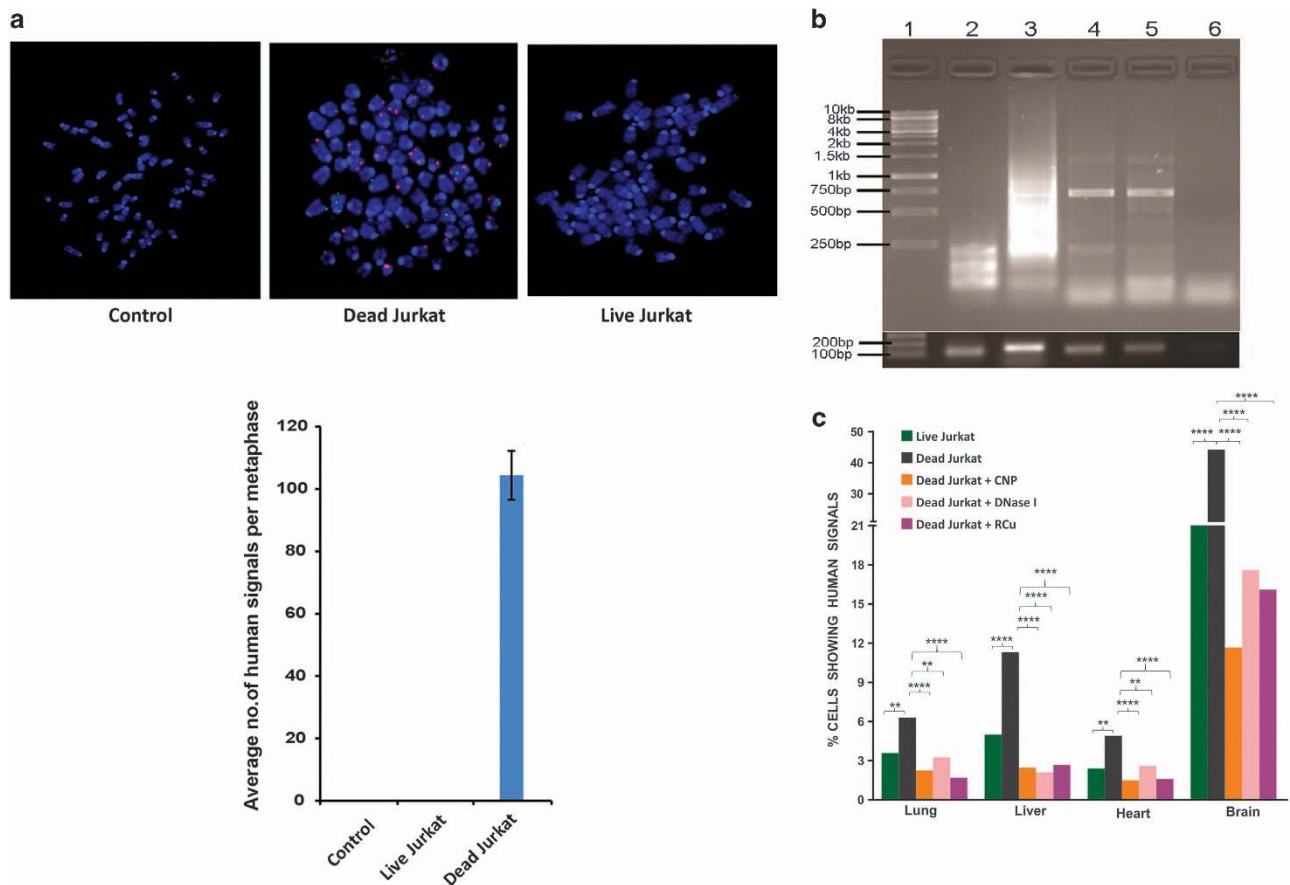 a
Control
Dead Jurkat
Live Jurkat
Average no.of human signals per metaphase
120
100
80
60
40
20
0
Control
Live Jurkat
Dead Jurkat
b
1 2 3 4 5 6
10kb
8kb
4kb
2kb
1.5kb
1kb
750bp
500bp
250bp
200bp
100bp
c
% CELLS SHOWING HUMAN SIGNALS
50
40
30
21
18
15
12
9
6
3
0
Live Jurkat
Dead Jurkat
Dead Jurkat + CNP
Dead Jurkat + DNase I
Dead Jurkat + RCu
****
**
****
**
****
****
****
****
**
****
**
****
****
****
****
****
Lung
Liver
Heart
Brain